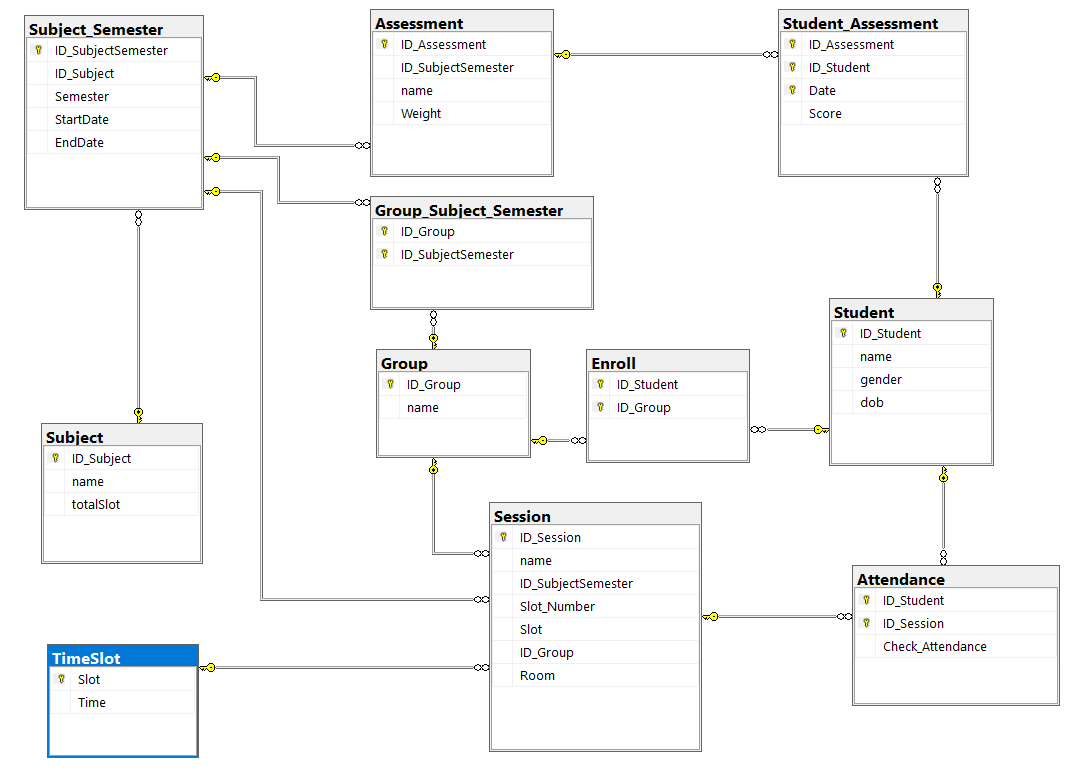 Subject_Semester
ID_SubjectSemester
ID_Subject
Semester
StartDate
EndDate
Assessment
ID_Assessment
ID_SubjectSemester
name
Weight
Student_Assessment
ID_Assessment
ID_Student
Date
Score
Group_Subject_Semester
ID_Group
ID_SubjectSemester
Student
ID_Student
name
gender
dob
Group
ID_Group
name
Enroll
ID_Student
ID_Group
Subject
ID_Subject
name
totalSlot
Session
ID_Session
name
ID_SubjectSemester
Slot_Number
Slot
ID_Group
Room
Attendance
ID_Student
ID_Session
Check_Attendance
TimeSlot
Slot
Time